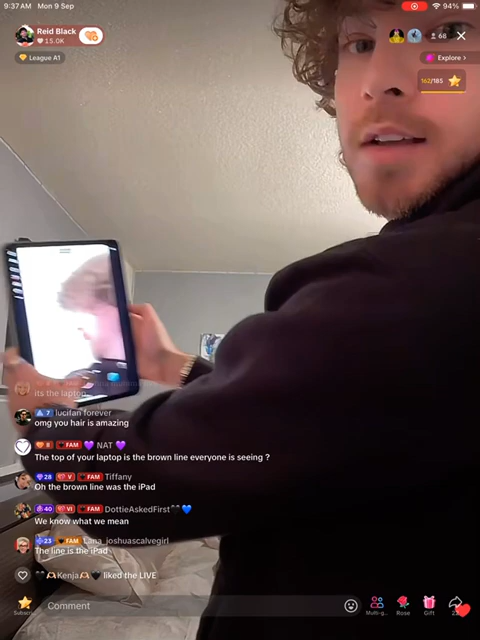 9:37 AM Mon 9 Sep
94%
Reid Black
15.0K
68
League A1
Explore >
162/185
its the laptop
7 lucifan forever
omg you hair is amazing
8 FAM 💜 NAT 💜
The top of your laptop is the brown line everyone is seeing ?
28 V FAM Tiffany
Oh the brown line was the iPad
40 VI FAM DottieAskedFirst🖤💙
We know what we mean
23 FAM Lana_joshuascalvegirl
The line is the iPad
🖤🫶Kenja🫶🖤 liked the LIVE
Comment
Multi-g...
Rose
Gift